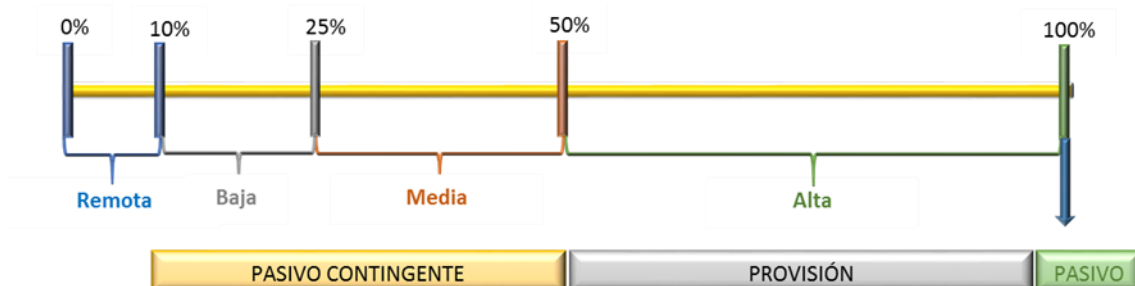 0% 10% 25% 50% 100%
Remota Baja Media Alta
PASIVO CONTINGENTE PROVISIÓN PASIVO